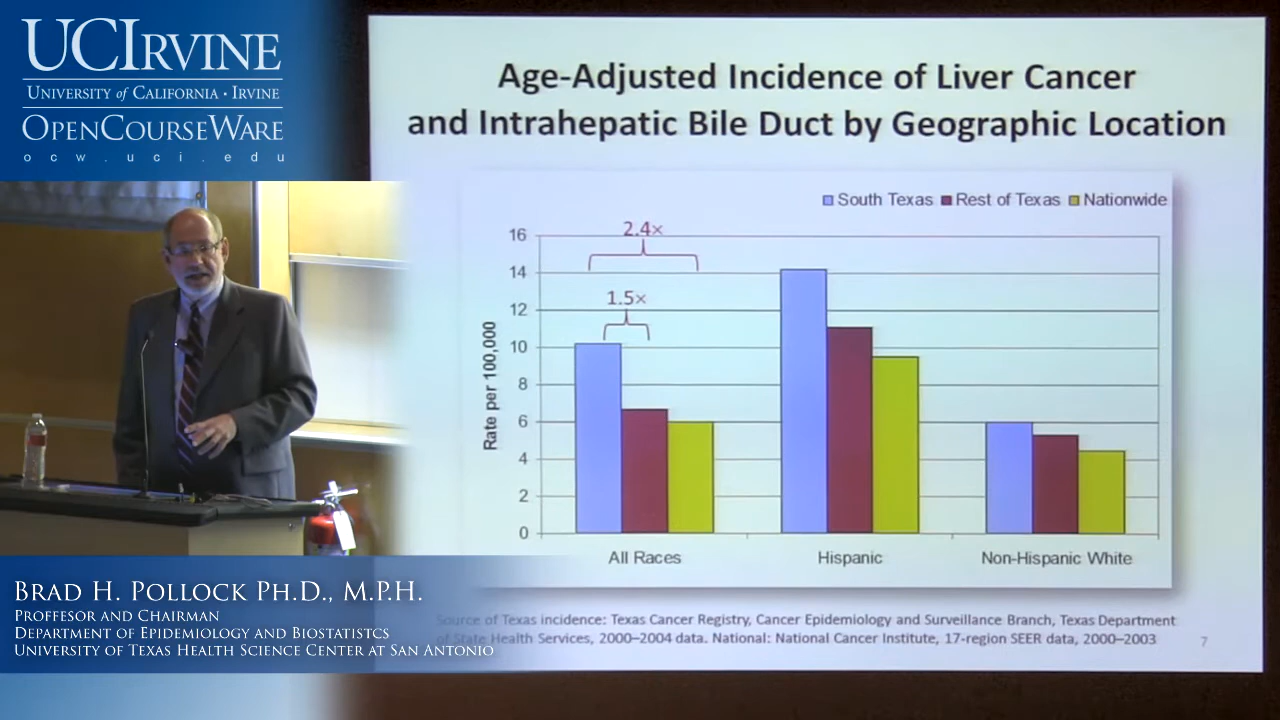 UCIRVINE
UNIVERSITY of CALIFORNIA · IRVINE
OPENCOURSEWARE
ocw.uci.edu
Age-Adjusted Incidence of Liver Cancer
and Intrahepatic Bile Duct by Geographic Location
South Texas Rest of Texas Nationwide
2.4×
1.5×
Rate per 100,000
16
14
12
10
8
6
4
2
0
All Races Hispanic Non-Hispanic White
Source of Texas incidence: Texas Cancer Registry, Cancer Epidemiology and Surveillance Branch, Texas Department
of State Health Services, 2000–2004 data. National: National Cancer Institute, 17-region SEER data, 2000–2003
7
BRAD H. POLLOCK PH.D., M.P.H.
PROFFESOR AND CHAIRMAN
DEPARTMENT OF EPIDEMIOLOGY AND BIOSTATISTCS
UNIVERSITY OF TEXAS HEALTH SCIENCE CENTER AT SAN ANTONIO